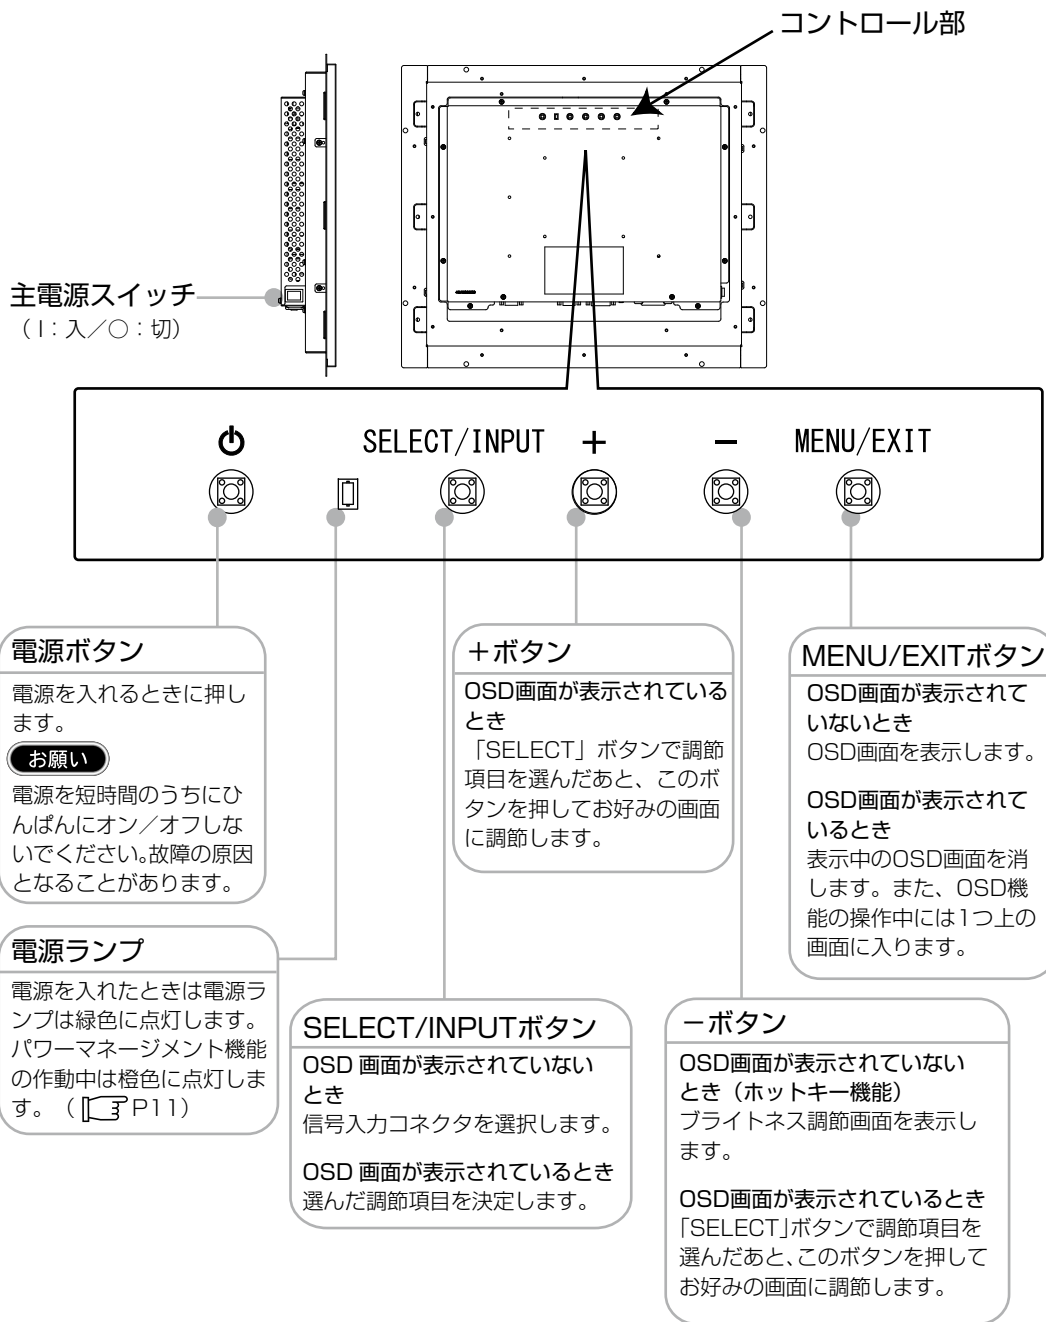 コントロール部
主電源スイッチ
（Ⅰ：入／○：切）
SELECT/INPUT
＋
－
MENU/EXIT
電源ボタン
電源を入れるときに押し
ます。
お願い
電源を短時間のうちにひ
んぱんにオン／オフしな
いでください。故障の原因
となることがあります。
電源ランプ
電源を入れたときは電源ラ
ンプは緑色に点灯します。
パワーマネージメント機能
の作動中は橙色に点灯しま
す。（ P11）
SELECT/INPUTボタン
OSD 画面が表示されていない
とき
信号入力コネクタを選択します。
OSD 画面が表示されているとき
選んだ調節項目を決定します。
＋ボタン
OSD画面が表示されている
とき
「SELECT」ボタンで調節
項目を選んだあと、このボ
タンを押してお好みの画面
に調節します。
－ボタン
OSD画面が表示されていない
とき（ホットキー機能）
ブライトネス調節画面を表示し
ます。
OSD画面が表示されているとき
「SELECT」ボタンで調節項目を
選んだあと、このボタンを押して
お好みの画面に調節します。
MENU/EXITボタン
OSD画面が表示されて
いないとき
OSD画面を表示します。
OSD画面が表示されて
いるとき
表示中のOSD画面を消
します。また、OSD機
能の操作中には1つ上の
画面に入ります。